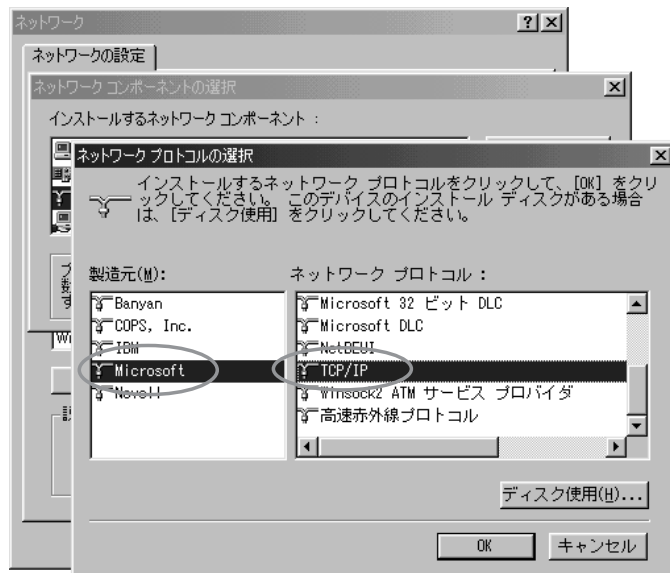 ネットワーク
ネットワークの設定
ネットワーク コンポーネントの選択
インストールするネットワーク コンポーネント :
ネットワーク プロトコルの選択
インストールするネットワーク プロトコルをクリックして、[OK] をクリ
ックしてください。 このデバイスのインストール ディスクがある場合
は、[ディスク使用] をクリックしてください。
製造元(M):
ネットワーク プロトコル :
Banyan
COPS, Inc.
IBM
Microsoft
Novell
Microsoft 32 ビット DLC
Microsoft DLC
NetBEUI
TCP/IP
Winsock2 ATM サービス プロバイダ
高速赤外線プロトコル
ディスク使用(H)...
OK
キャンセル